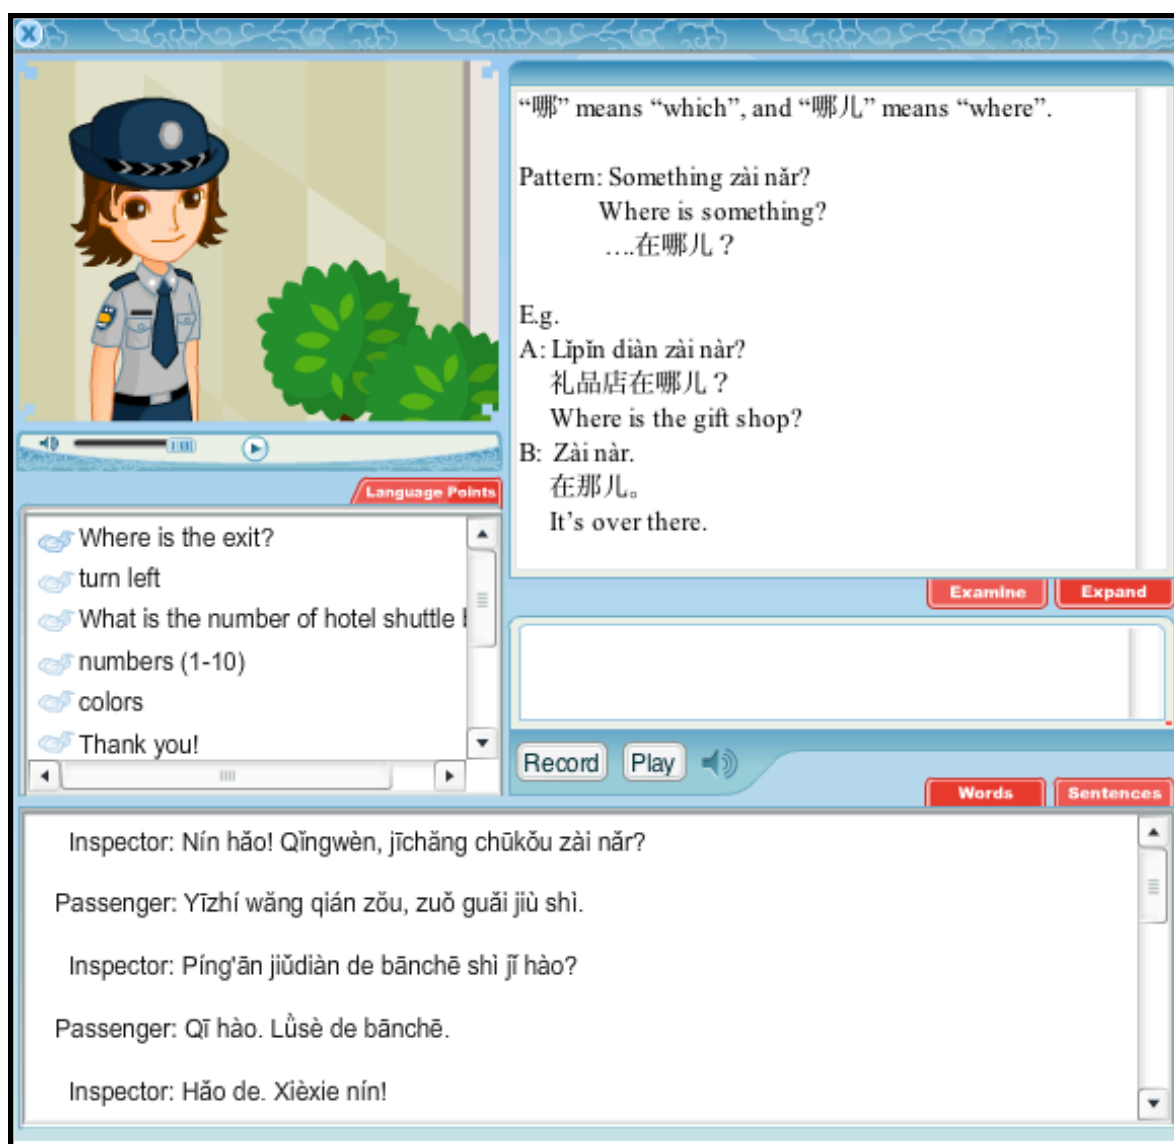 “哪” means “which”, and “哪儿” means “where”.
Pattern: Something zài nǎr?
Where is something?
….在哪儿？
E.g.
A: Lǐpǐn diàn zài nàr?
礼品店在哪儿？
Where is the gift shop?
B: Zài nàr.
在那儿。
It’s over there.
Language Points
Where is the exit?
turn left
What is the number of hotel shuttle
numbers (1-10)
colors
Thank you!
Examine
Expand
Record
Play
Words
Sentences
Inspector: Nín hǎo! Qǐngwèn, jīchǎng chūkǒu zài nǎr?
Passenger: Yīzhí wǎng qián zǒu, zuǒ guǎi jiù shì.
Inspector: Píng'ān jiǔdiàn de bānchē shì jǐ hào?
Passenger: Qī hào. Lǜsè de bānchē.
Inspector: Hǎo de. Xièxie nín!